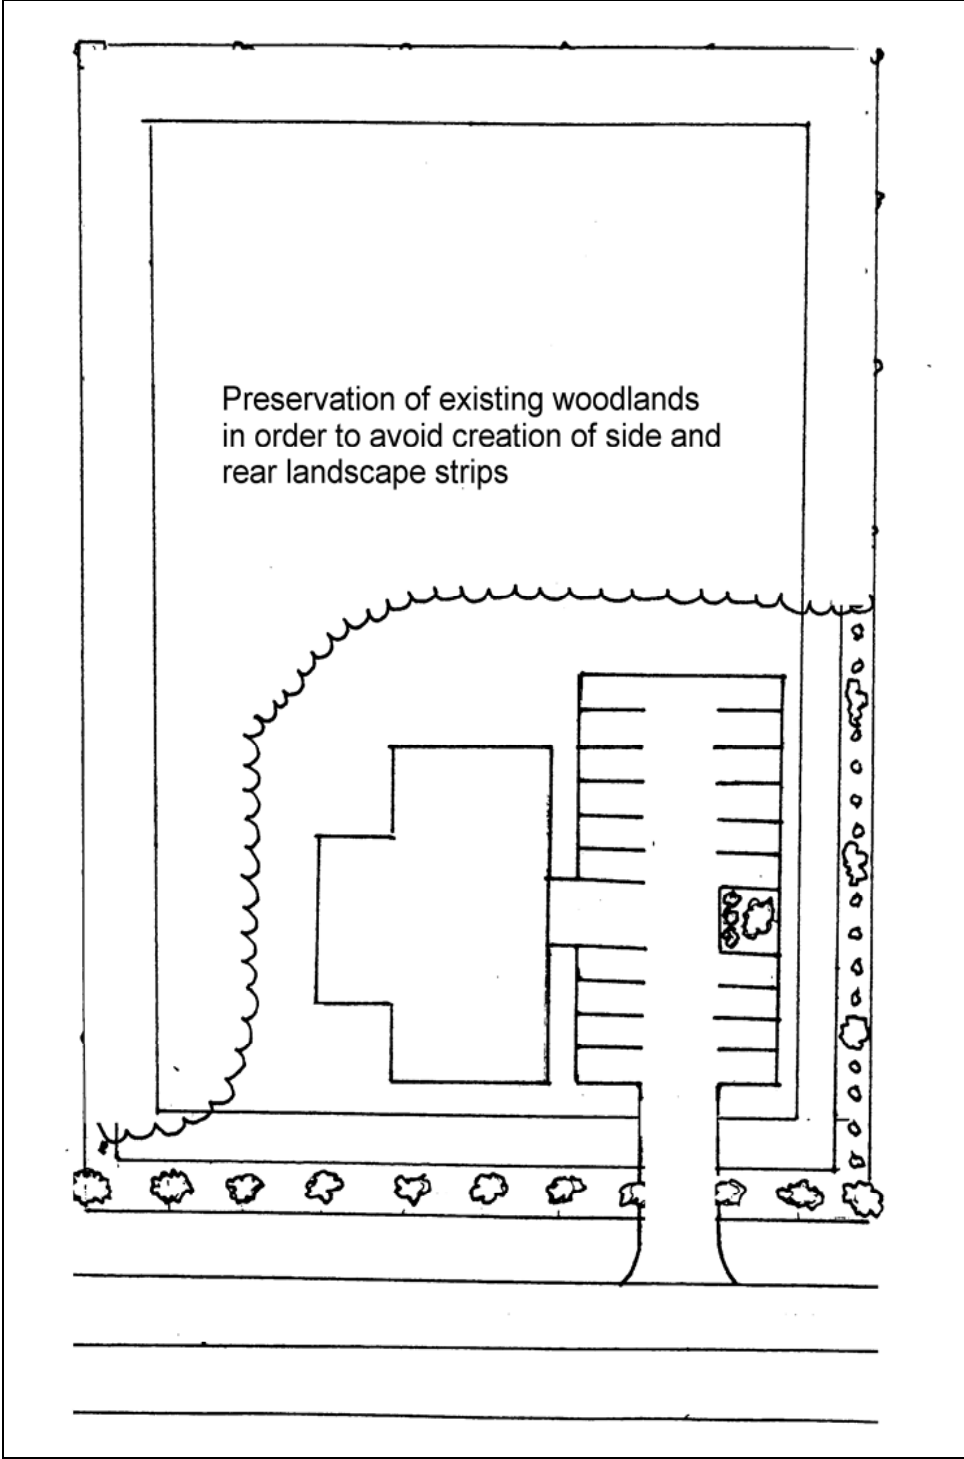 Preservation of existing woodlands
in order to avoid creation of side and
rear landscape strips